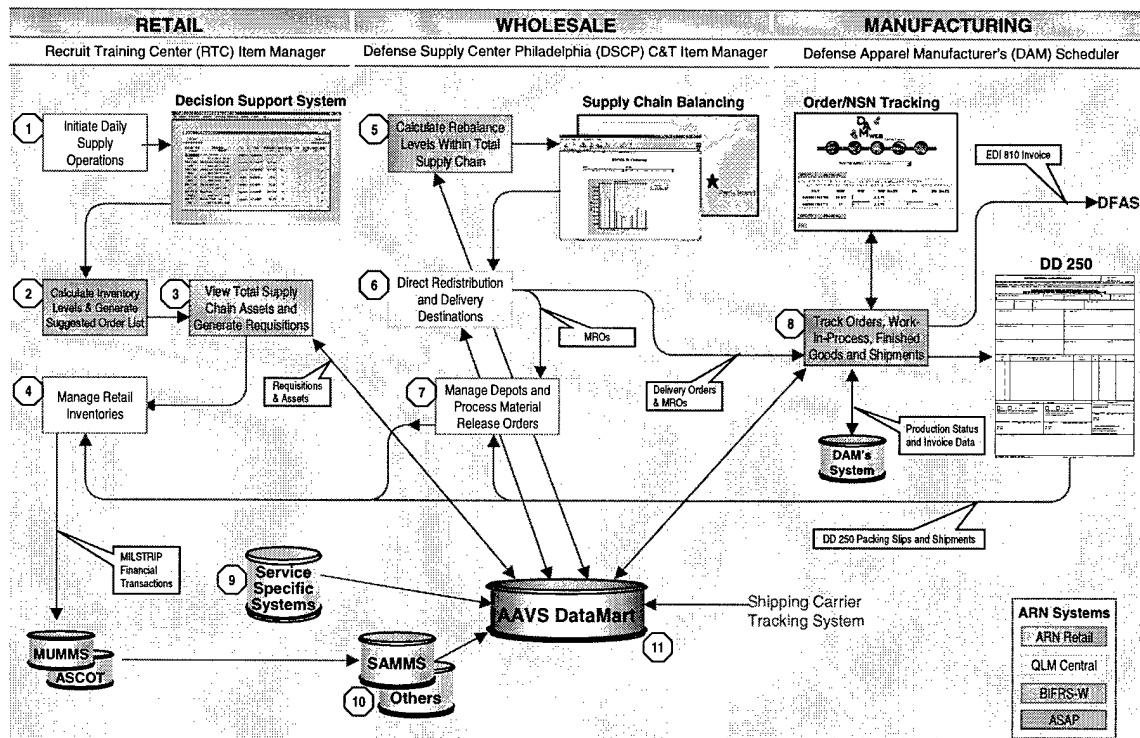 RETAIL
WHOLESALE
MANUFACTURING
Recruit Training Center (RTC) Item Manager
Defense Supply Center Philadelphia (DSCP) C&T Item Manager
Defense Apparel Manufacturer's (DAM) Scheduler
Decision Support System
Supply Chain Balancing
Order/NSN Tracking
1
Initiate Daily
Supply
Operations
5
Calculate Rebalance
Levels Within Total
Supply Chain
EDI 810 Invoice
DFAS
DD 250
2
Calculate Inventory
Levels & Generate
Suggested Order List
3
View Total Supply
Chain Assets and
Generate Requisitions
6
Direct Redistribution
and Delivery
Destinations
MROs
8
Track Orders, Work-
In-Process, Finished
Goods and Shipments
4
Manage Retail
Inventories
Requisitions
& Assets
7
Manage Depots and
Process Material
Release Orders
Delivery Orders
& MROs
Production Status
and Invoice Data
DAM's
System
DD 250 Packing Slips and Shipments
MILSTRIP
Financial
Transactions
9
Service
Specific
Systems
AAVS DataMart
11
Shipping Carrier
Tracking System
MUMMS
ASCOT
SAMMS
Others
10
ARN Systems
ARN Retail
QLM Central
BIFRS-W
ASAP